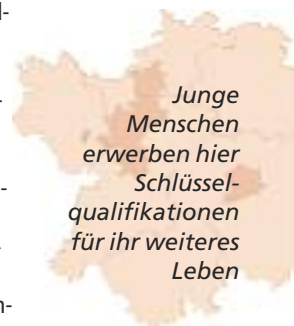 d-
Junge
Menschen
erwerben hier
Schlüssel-
qualifikationen
für ihr weiteres
Leben
-
-
n-